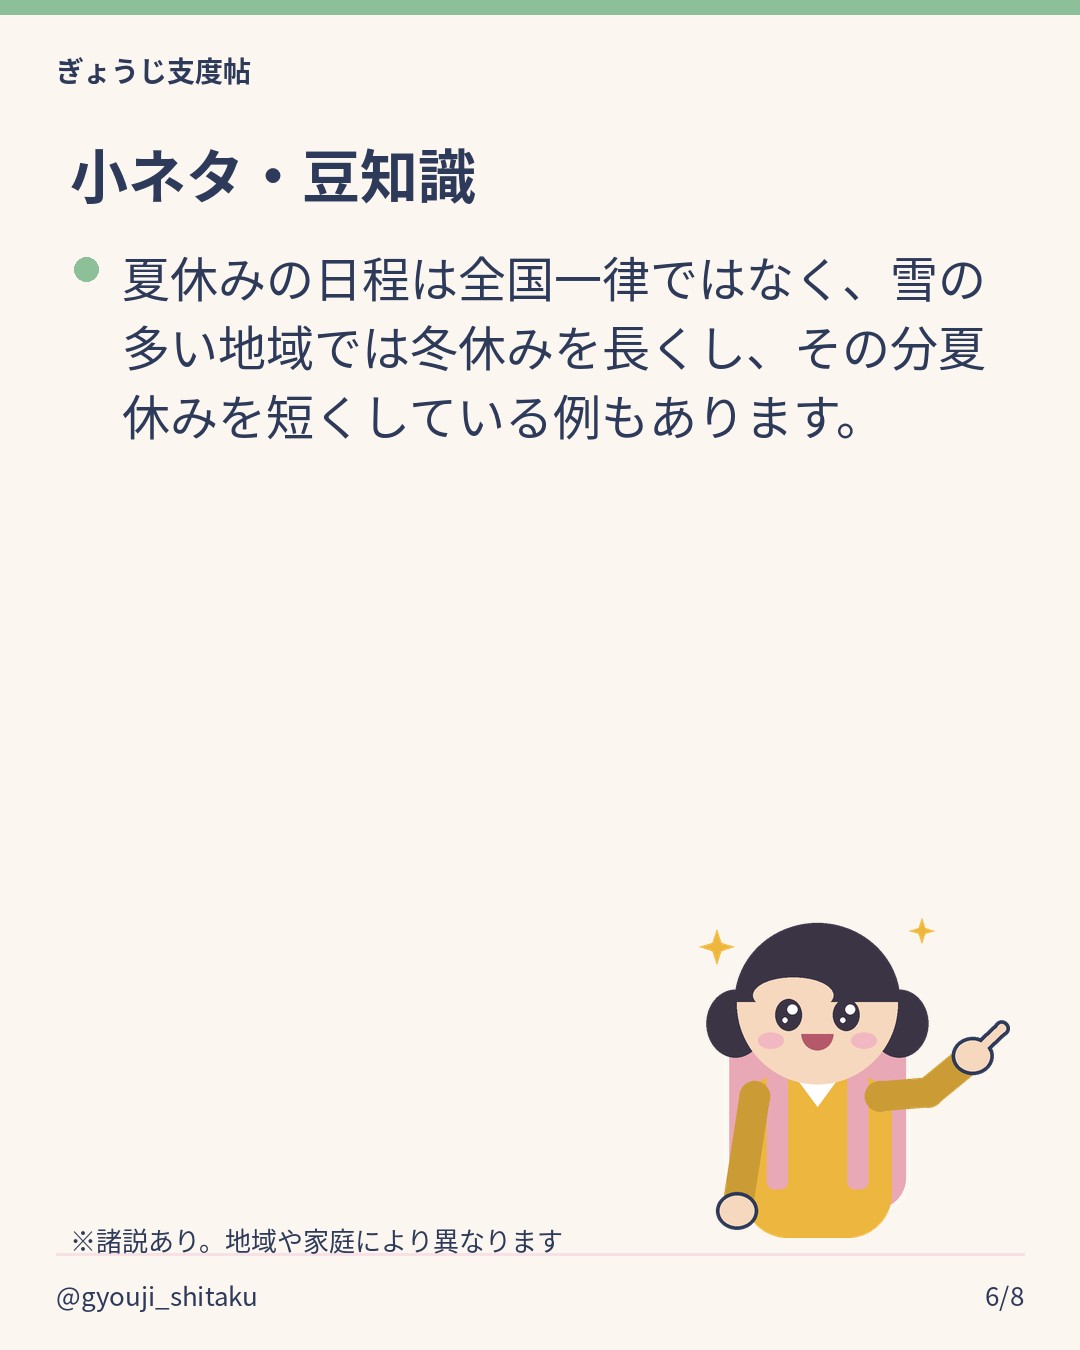 ぎょうじ支度帖
小ネタ・豆知識
夏休みの日程は全国一律ではなく、雪の
多い地域では冬休みを長くし、その分夏
休みを短くしている例もあります。
※諸説あり。地域や家庭により異なります
@gyouji_shitaku
6/8